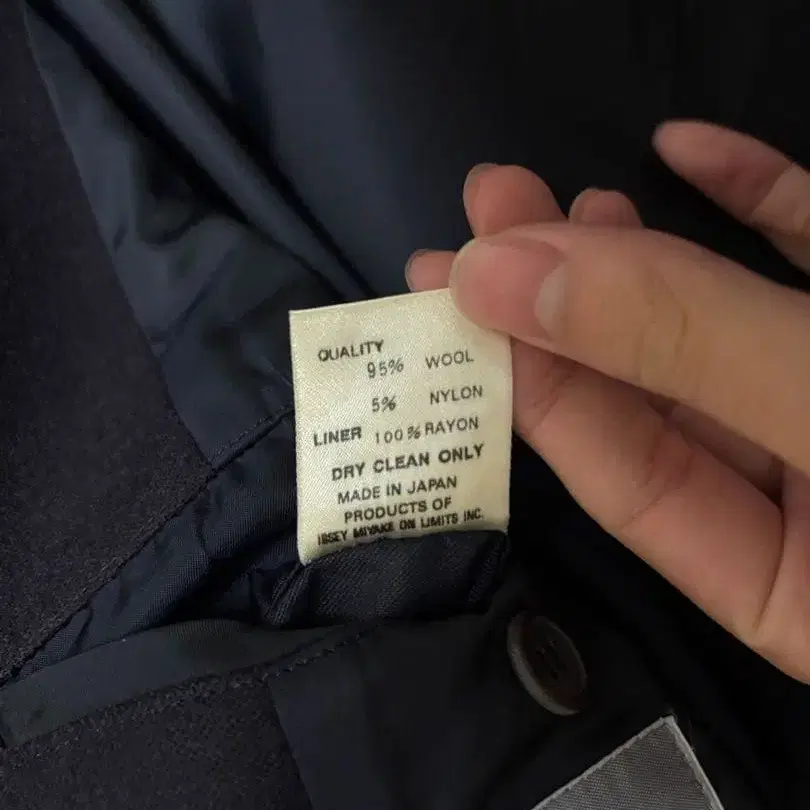 QUALITY
95% WOOL
5% NYLON
LINER 100% RAYON
DRY CLEAN ONLY
MADE IN JAPAN
PRODUCTS OF
ISSEY MIYAKE ON LIMITS INC.